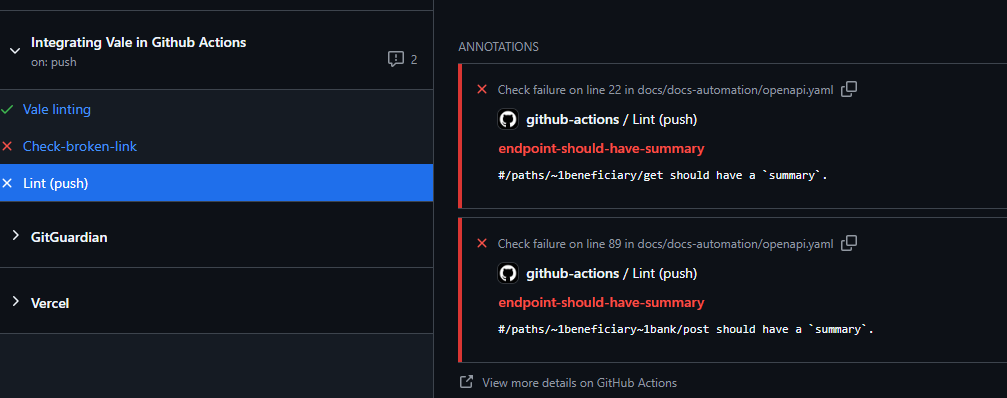 Integrating Vale in Github Actions
on: push
2
Vale linting
Check-broken-link
Lint (push)
GitGuardian
Vercel
ANNOTATIONS
Check failure on line 22 in docs/docs-automation/openapi.yaml
github-actions / Lint (push)
endpoint-should-have-summary
#/paths/~1beneficiary/get should have a `summary`.
Check failure on line 89 in docs/docs-automation/openapi.yaml
github-actions / Lint (push)
endpoint-should-have-summary
#/paths/~1beneficiary~1bank/post should have a `summary`.
View more details on GitHub Actions